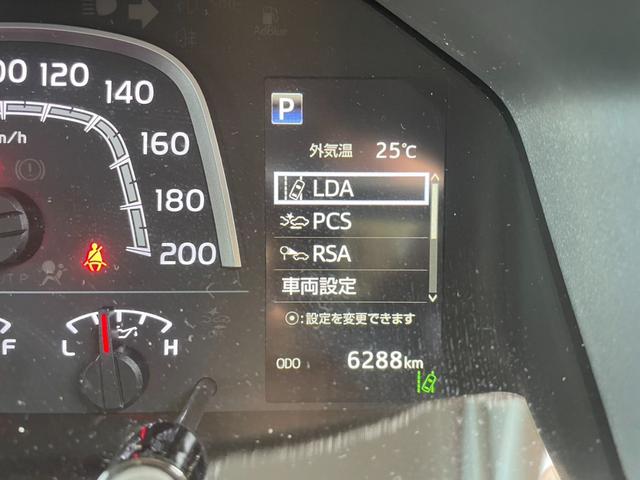 AdBlue
120
140
160
180
200
P
外気温 25℃
LDA
PCS
RSA
車両設定
⦿:設定を変更できます
ODO 6288km
F
L H